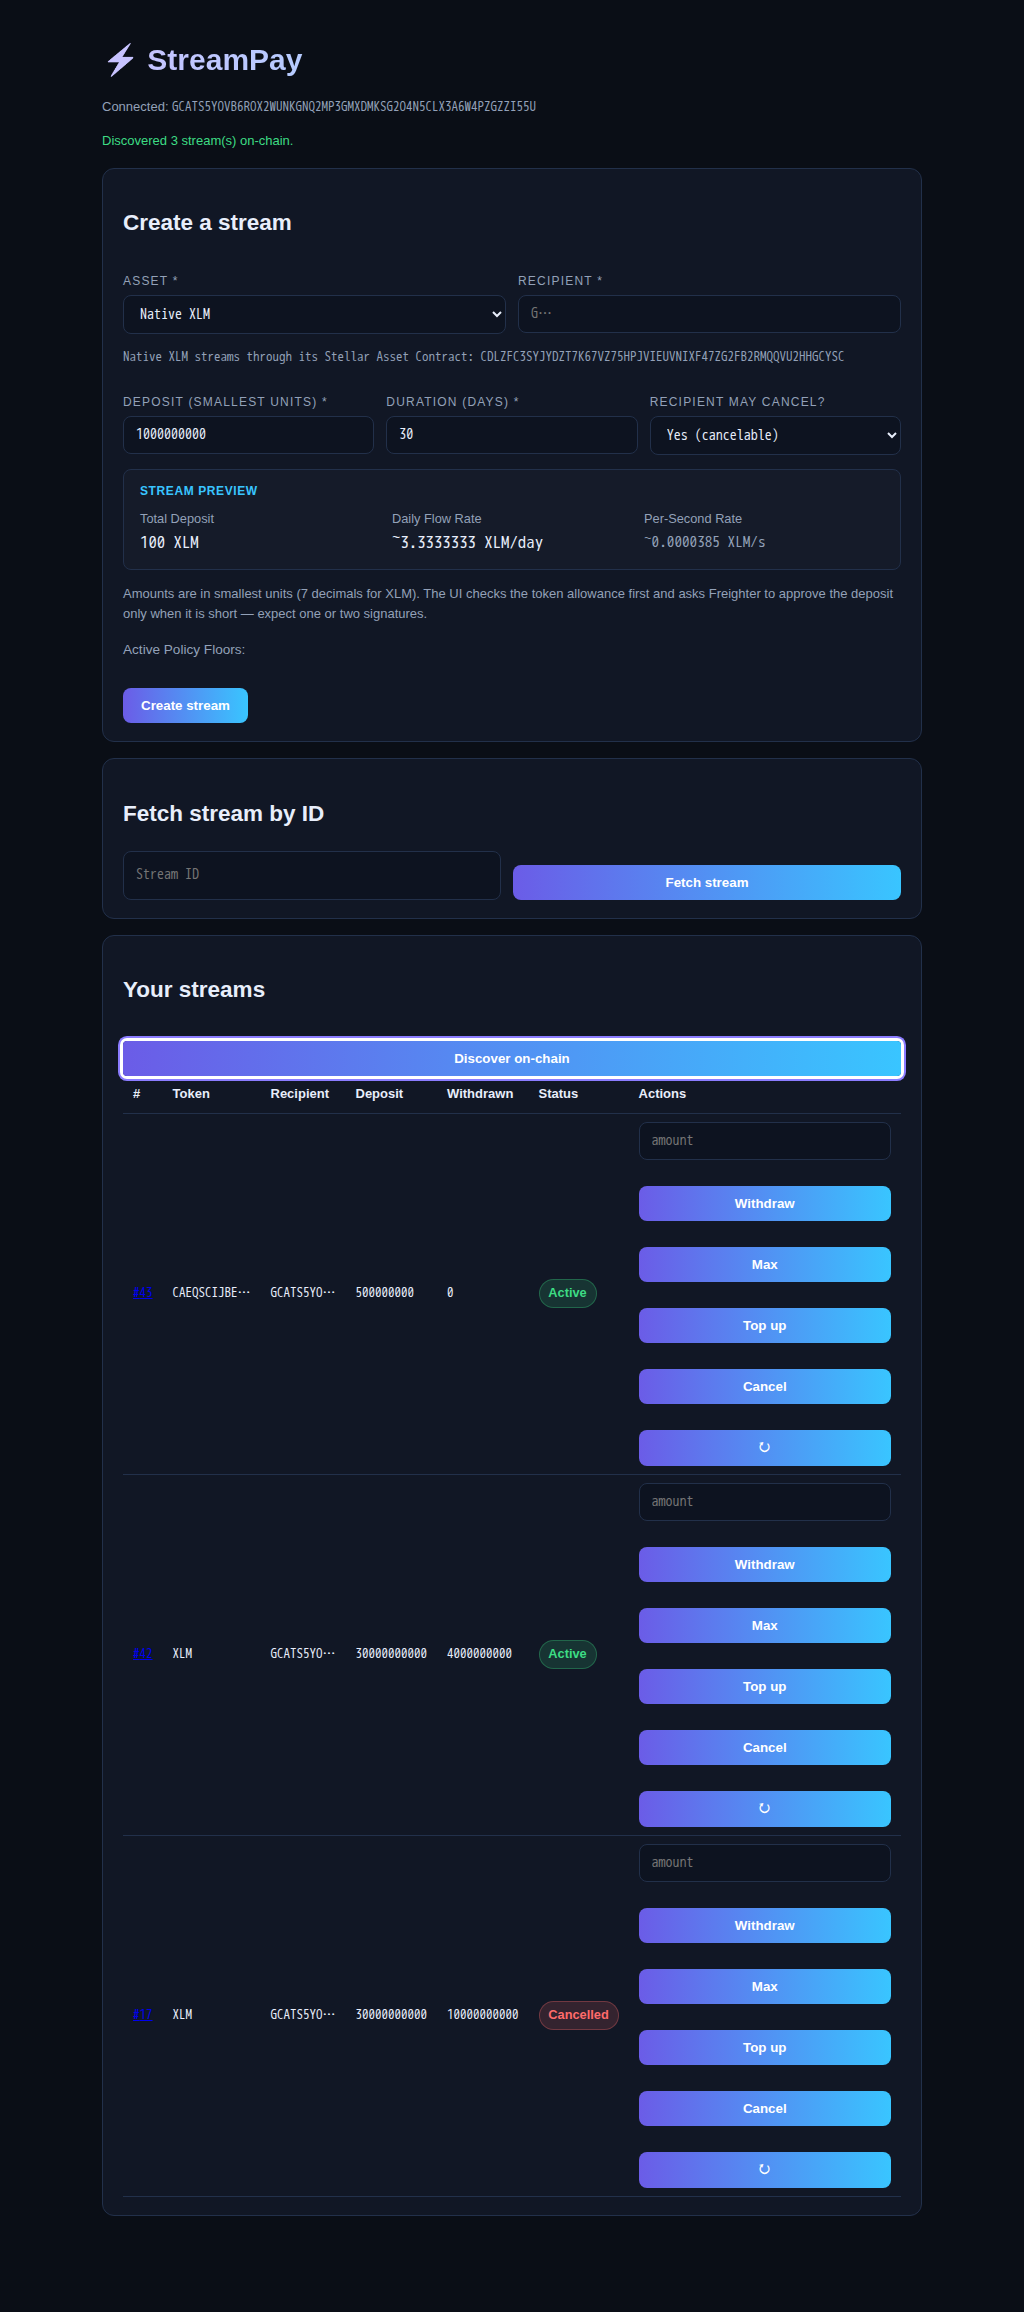 ⚡ StreamPay
Connected: GCATS5YOVB6ROX2WUNKGNQ2MP3GMXDMKSG2O4N5CLX3A6W4PZGZZI55U
Discovered 3 stream(s) on-chain.
Create a stream
ASSET * RECIPIENT *
Native XLM G…
Native XLM streams through its Stellar Asset Contract: CDLZFC3SYJYDZT7K67VZ75HPJVIEUVNIXF47ZG2FB2RMQQVU2HHGCYSC
DEPOSIT (SMALLEST UNITS) * DURATION (DAYS) * RECIPIENT MAY CANCEL?
1000000000 30 Yes (cancelable)
STREAM PREVIEW
Total Deposit Daily Flow Rate Per-Second Rate
100 XLM ~3.3333333 XLM/day ~0.0000385 XLM/s
Amounts are in smallest units (7 decimals for XLM). The UI checks the token allowance first and asks Freighter to approve the deposit
only when it is short — expect one or two signatures.
Active Policy Floors:
Create stream
Fetch stream by ID
Stream ID Fetch stream
Your streams
Discover on-chain
# Token Recipient Deposit Withdrawn Status Actions
amount
Withdraw
Max
CAEQSCIJBE… GCATS5YO… 500000000 0 Active
Top up
Cancel
↻
amount
Withdraw
Max
XLM GCATS5YO… 30000000000 4000000000 Active
Top up
Cancel
↻
amount
Withdraw
Max
XLM GCATS5YO… 30000000000 10000000000 Cancelled
Top up
Cancel
↻